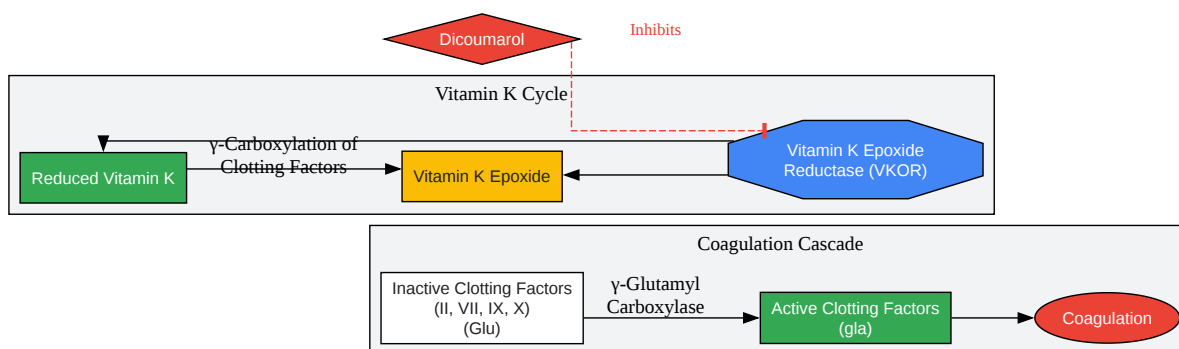 Dicoumarol
Inhibits
Vitamin K Cycle
γ-Carboxylation of
Clotting Factors
Reduced Vitamin K
Vitamin K Epoxide
Vitamin K Epoxide
Reductase (VKOR)
Coagulation Cascade
Inactive Clotting Factors
(II, VII, IX, X)
(Glu)
γ-Glutamyl
Carboxylase
Active Clotting Factors
(gla)
Coagulation